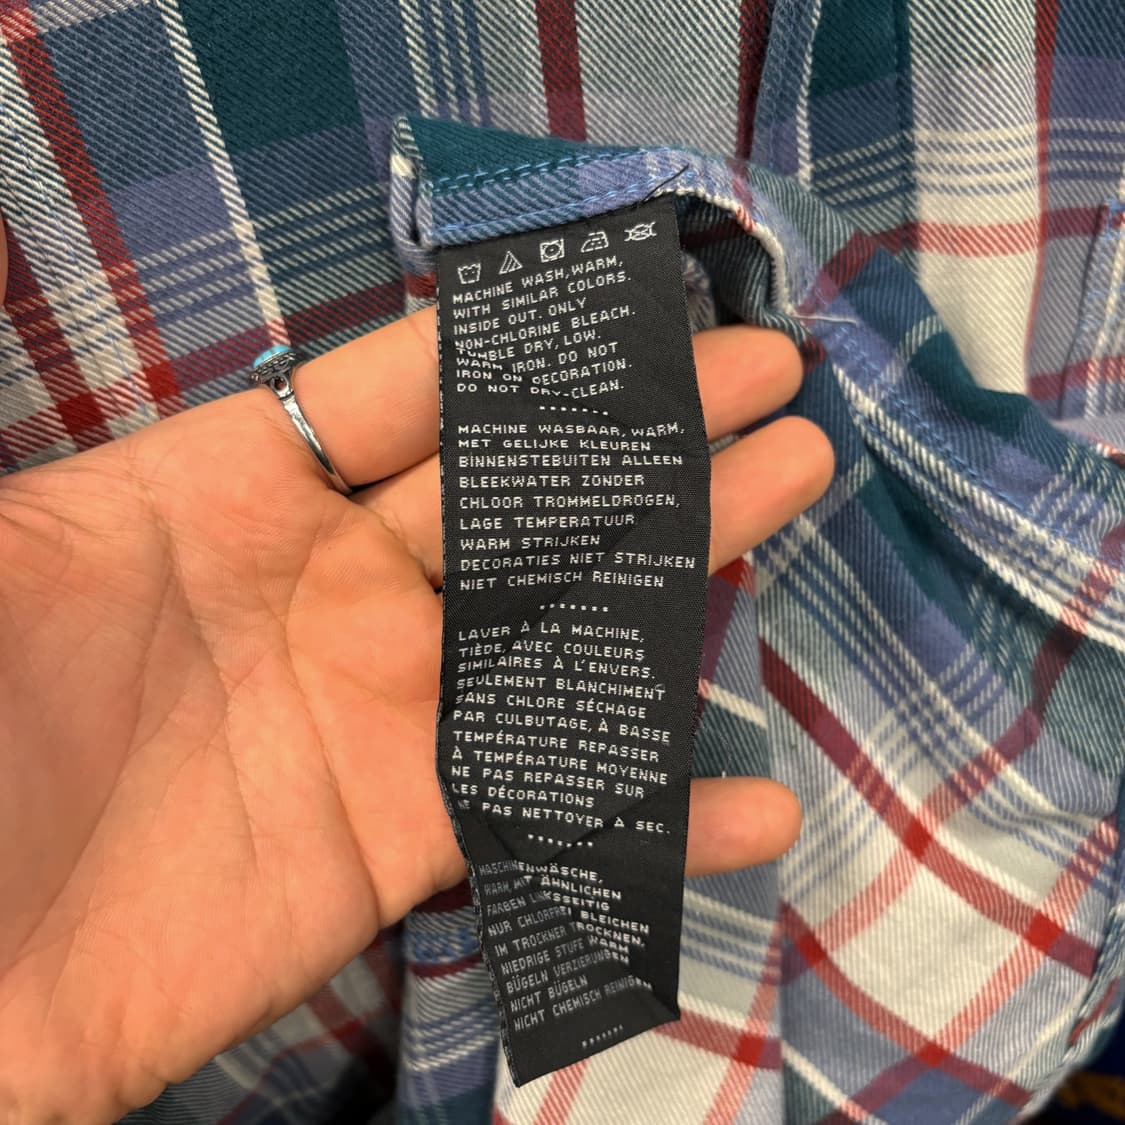 MACHINE WASH, WARM,
WITH SIMILAR COLORS.
INSIDE OUT. ONLY
NON-CHLORINE BLEACH.
TUMBLE DRY, LOW.
WARM IRON. DO NOT
IRON ON DECORATION.
DO NOT DRY-CLEAN.
MACHINE WASBAAR, WARM,
MET GELIJKE KLEUREN
BINNENSTEBUITEN ALLEEN
BLEEKWATER ZONDER
CHLOOR TROMMELDROGEN,
LAGE TEMPERATUUR
WARM STRIJKEN
DECORATIES NIET STRIJKEN
NIET CHEMISCH REINIGEN
LAVER À LA MACHINE,
TIÈDE, AVEC COULEURS
SIMILAIRES À L'ENVERS.
SEULEMENT BLANCHIMENT
SANS CHLORE SÉCHAGE
PAR CULBUTAGE, À BASSE
TEMPÉRATURE REPASSER
À TEMPÉRATURE MOYENNE
NE PAS REPASSER SUR
LES DÉCORATIONS
NE PAS NETTOYER À SEC.
MASCHINENWÄSCHE,
WARM, MIT ÄHNLICHEN
FARBEN LINKSSEITIG
NUR CHLORFREI BLEICHEN
IM TROCKNER TROCKNEN,
NIEDRIGE STUFE WARM
BÜGELN VERZIERUNGEN
NICHT BÜGELN
NICHT CHEMISCH REINIGEN